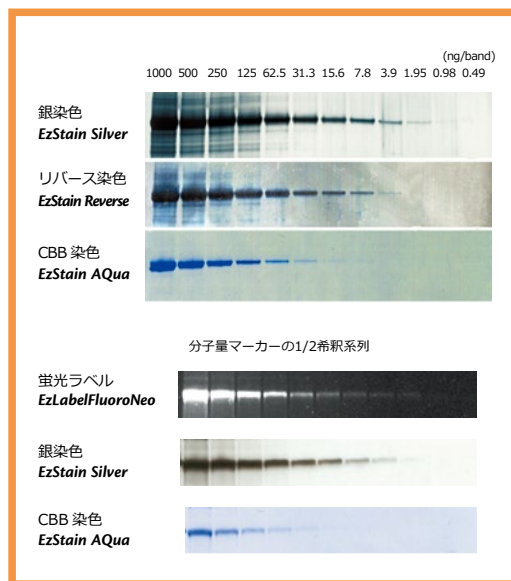 (ng/band)
1000 500 250 125 62.5 31.3 15.6 7.8 3.9 1.95 0.98 0.49
銀染色
EzStain Silver
リバース染色
EzStain Reverse
CBB 染色
EzStain AQua
分子量マーカーの1/2希釈系列
蛍光ラベル
EzLabelFluoroNeo
銀染色
EzStain Silver
CBB 染色
EzStain AQua